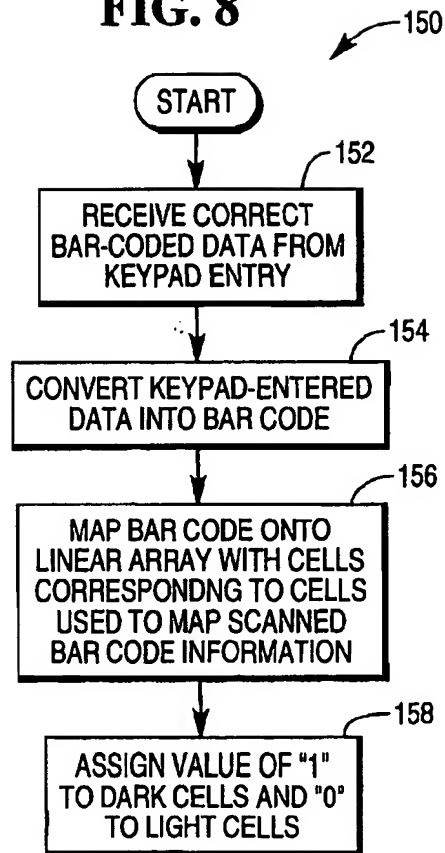 FIG. 8
150
START
152
RECEIVE CORRECT
BAR-CODED DATA FROM
KEYPAD ENTRY
154
CONVERT KEYPAD-ENTERED
DATA INTO BAR CODE
156
MAP BAR CODE ONTO
LINEAR ARRAY WITH CELLS
CORRESPONDNG TO CELLS
USED TO MAP SCANNED
BAR CODE INFORMATION
158
ASSIGN VALUE OF "1"
TO DARK CELLS AND "0"
TO LIGHT CELLS